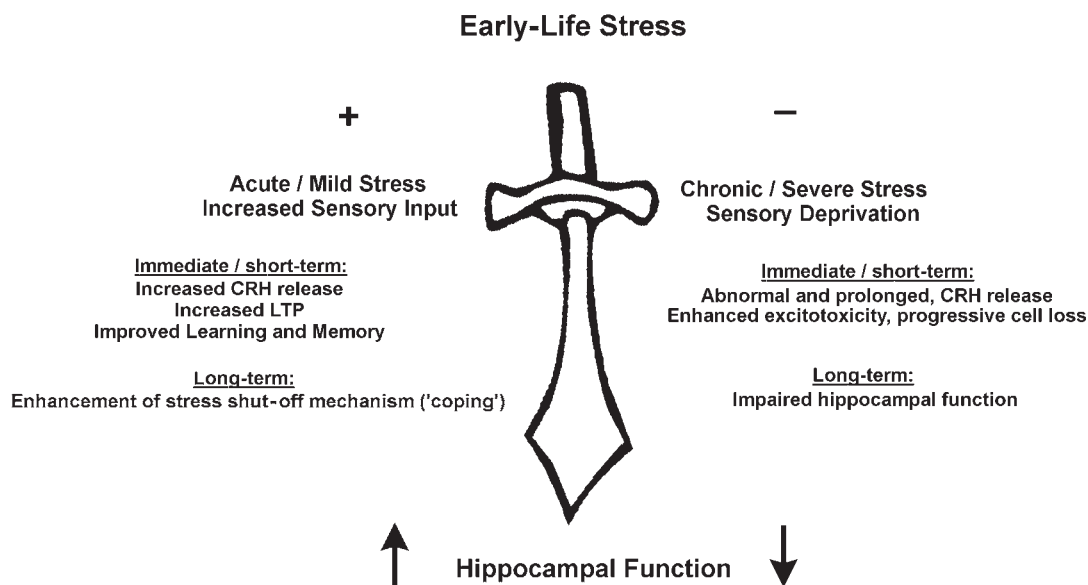 Early-Life Stress
+
Acute / Mild Stress
Increased Sensory Input
Immediate / short-term:
Increased CRH release
Increased LTP
Improved Learning and Memory
Long-term:
Enhancement of stress shut-off mechanism ('coping')
–
Chronic / Severe Stress
Sensory Deprivation
Immediate / short-term:
Abnormal and prolonged, CRH release
Enhanced excitotoxicity, progressive cell loss
Long-term:
Impaired hippocampal function
Hippocampal Function